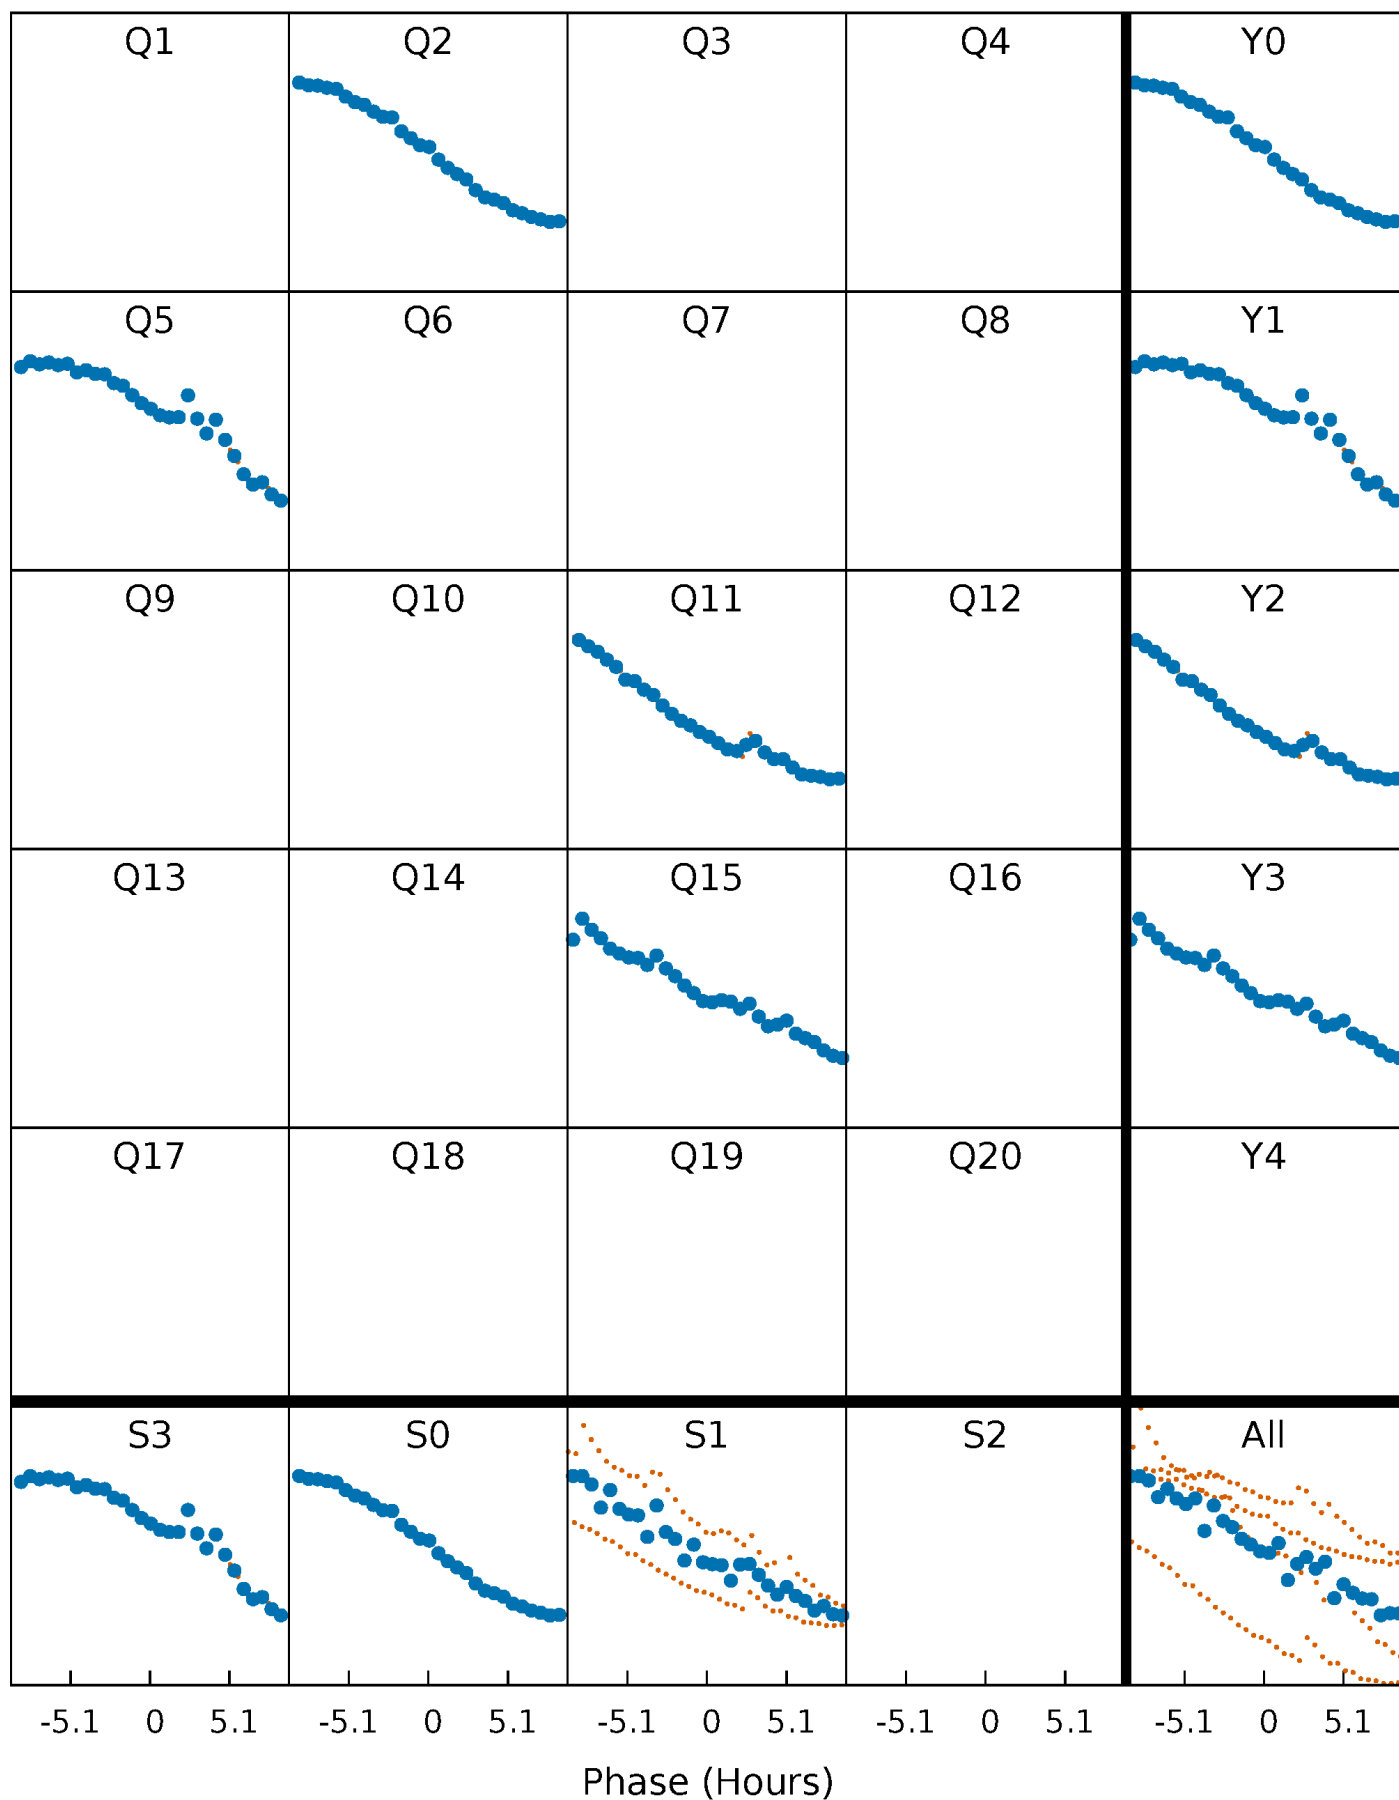 Q1 Q2 Q3 Q4 Y0
Q5 Q6 Q7 Q8 Y1
Q9 Q10 Q11 Q12 Y2
Q13 Q14 Q15 Q16 Y3
Q17 Q18 Q19 Q20 Y4
S3 S0 S1 S2 All
-5.1 0 5.1 -5.1 0 5.1 -5.1 0 5.1 -5.1 0 5.1 -5.1 0 5.1
Phase (Hours)